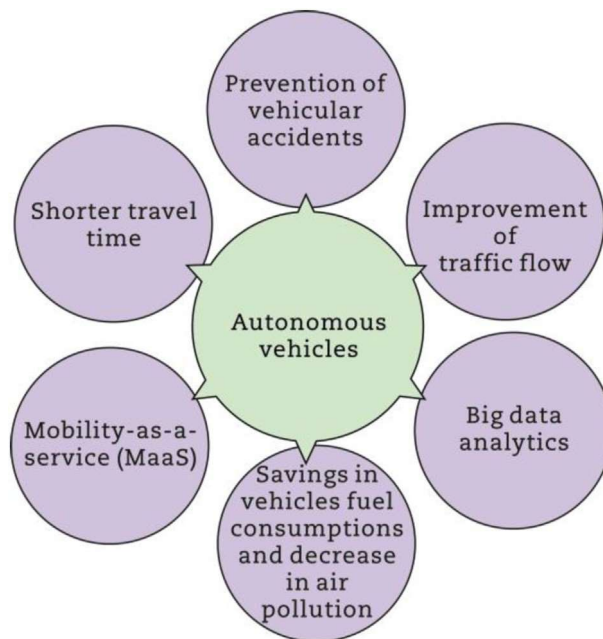 Prevention of
vehicular
accidents
Shorter travel
time
Improvement
of
traffic flow
Autonomous
vehicles
Mobility-as-a-
service (MaaS)
Big data
analytics
Savings in
vehicles fuel
consumptions
and decrease
in air
pollution